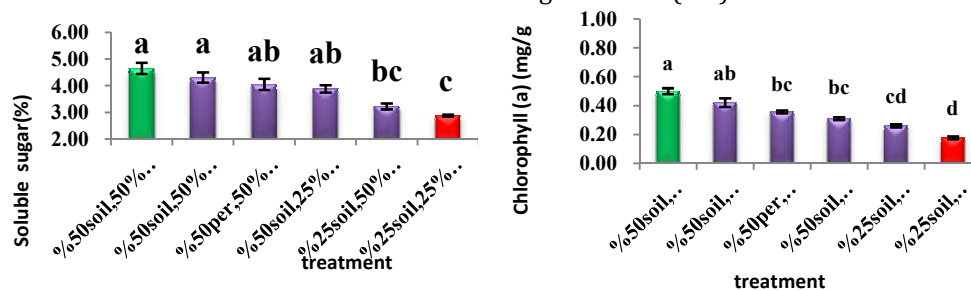 6.00
5.00
4.00
3.00
2.00
Soluble sugar(%)
a
a
ab
ab
bc
c
%50soil,50%..
%50soil,50%..
%50per,50%..
%50soil,25%..
%25soil,50%..
%25soil,25%..
treatment
1.00
0.80
0.60
0.40
0.20
0.00
Chlorophyll (a) (mg/g
a
ab
bc
bc
cd
d
%50soil,..
%50soil,..
%50per,..
%50soil,..
%25soil,..
%25soil,..
treatment